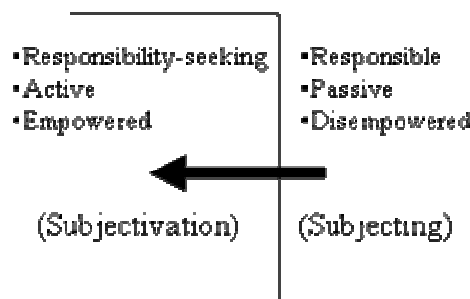 •Responsibility-seeking
•Active
•Empowered
(Subjectivation)
•Responsible
•Passive
•Disempowered
(Subjecting)